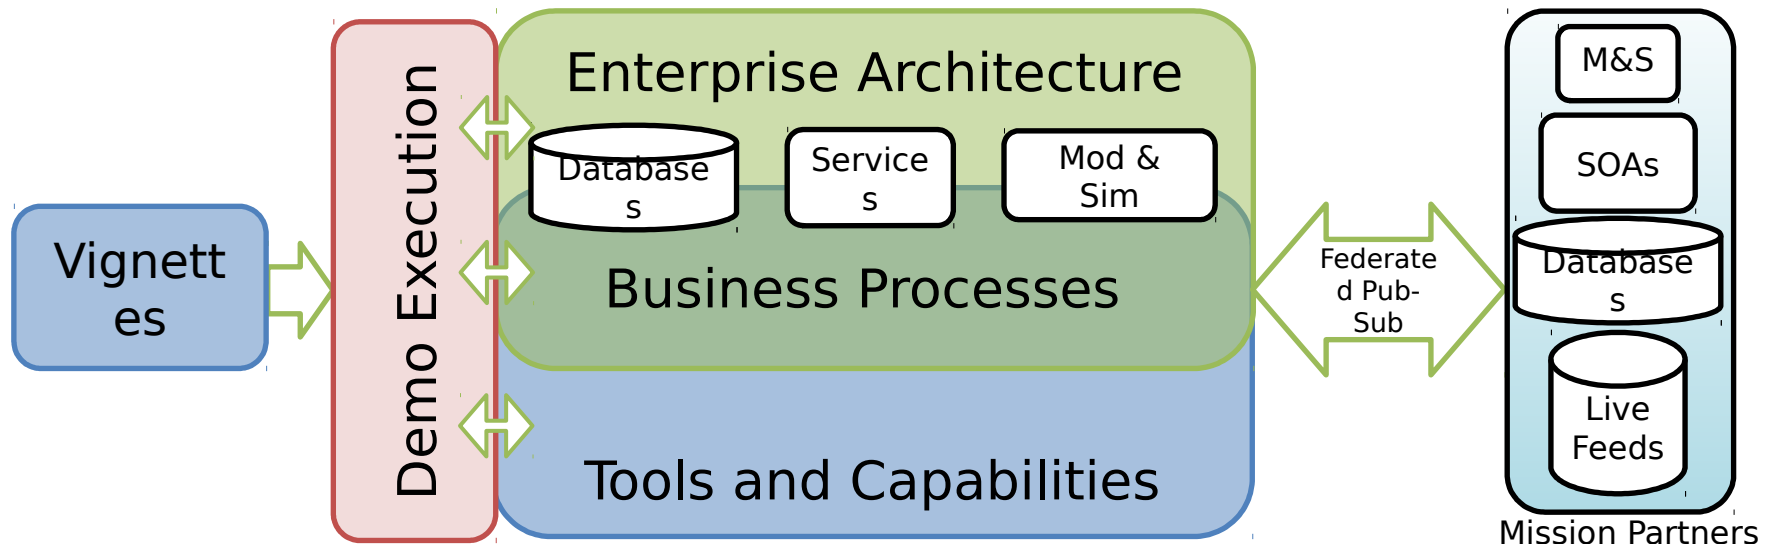 Vignett
es
Demo Execution
Enterprise Architecture
Database
s
Service
s
Mod &
Sim
Business Processes
Tools and Capabilities
Federate
d Pub-
Sub
M&S
SOAs
Database
s
Live
Feeds
Mission Partners